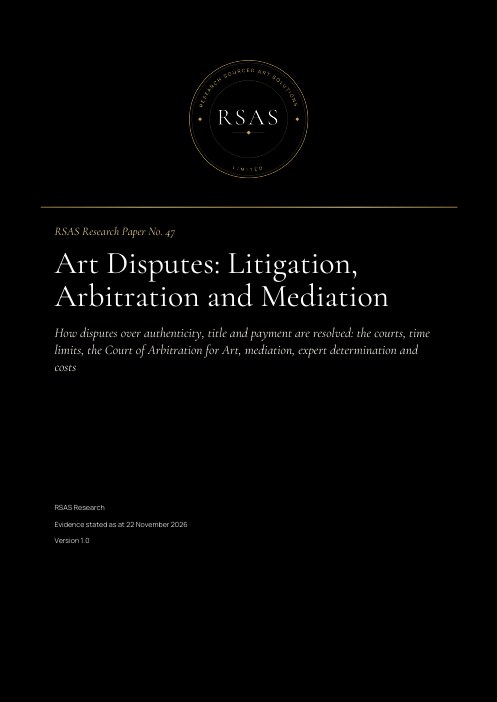 RESEARCH SOURCED ART SOLUTIONS
RSAS
LIMITED
RSAS Research Paper No. 47
Art Disputes: Litigation,
Arbitration and Mediation
How disputes over authenticity, title and payment are resolved: the courts, time
limits, the Court of Arbitration for Art, mediation, expert determination and
costs
RSAS Research
Evidence stated as at 22 November 2026
Version 1.0